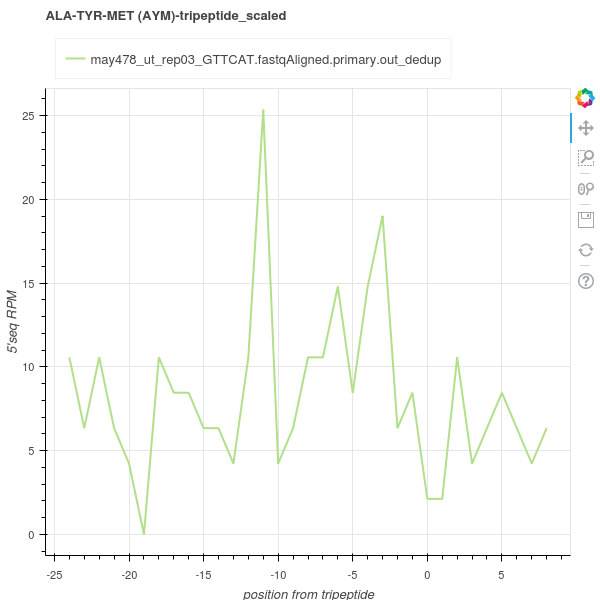 ALA-TYR-MET (AYM)-tripeptide_scaled
may478_ut_rep03_GTTCAT.fastqAligned.primary.out_dedup
25
20
15
10
5
0
5'seq RPM
-25 -20 -15 -10 -5 0 5
position from tripeptide